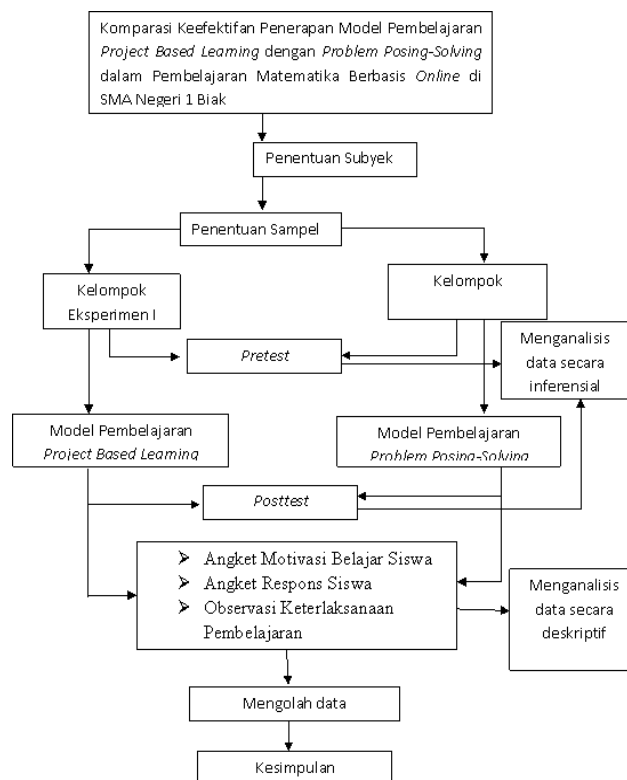 Komparasi Keefektifan Penerapan Model Pembelajaran
Project Based Learning dengan Problem Posing-Solving
dalam Pembelajaran Matematika Berbasis Online di
SMA Negeri 1 Biak
Penentuan Subyek
Penentuan Sampel
Kelompok
Eksperimen I
Kelompok
Pretest
Menganalisis
data secara
inferensial
Model Pembelajaran
Project Based Learning
Model Pembelajaran
Problem Posing-Solving
Posttest
➢ Angket Motivasi Belajar Siswa
➢ Angket Respons Siswa
➢ Observasi Keterlaksanaan
Pembelajaran
Menganalisis
data secara
deskriptif
Mengolah data
Kesimpulan